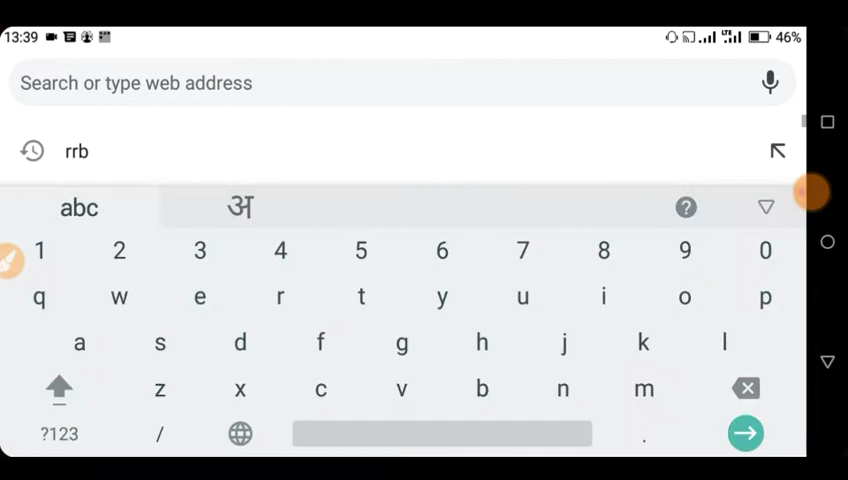 13:39 LTE 46%
Search or type web address
rrb
abc अ ?
1 2 3 4 5 6 7 8 9 0
q w e r t y u i o p
a s d f g h j k l
z x c v b n m
?123 / .